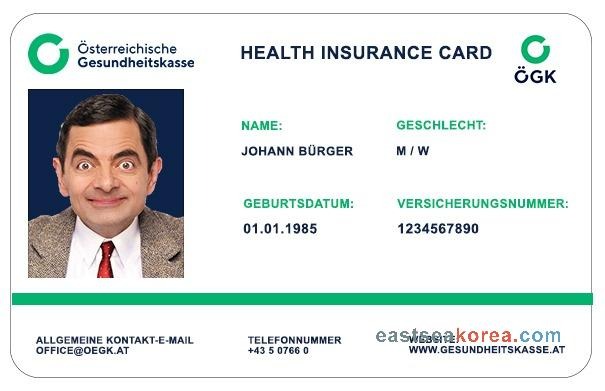 Österreichische
Gesundheitskasse
HEALTH INSURANCE CARD
ÖGK
NAME:
GESCHLECHT:
JOHANN BÜRGER
M / W
GEBURTSDATUM:
VERSICHERUNGSNUMMER:
01.01.1985
1234567890
ALLGEMEINE KONTAKT-E-MAIL
OFFICE@OEGK.AT
TELEFONNUMMER
+43 5 0766 0
WEBSITE:
WWW.GESUNDHEITSKASSE.AT
eastseakorea.com